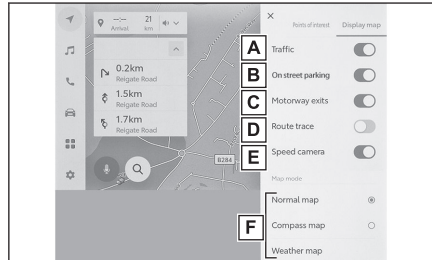 --:-- 21
Arrival km
0.2km
Reigate Road
1.5km
Reigate Road
1.7km
Reigate Road
B284
Points of interest Display map
A Traffic
B On street parking
C Motorway exits
D Route trace
E Speed camera
Map mode
Normal map
F Compass map
Weather map